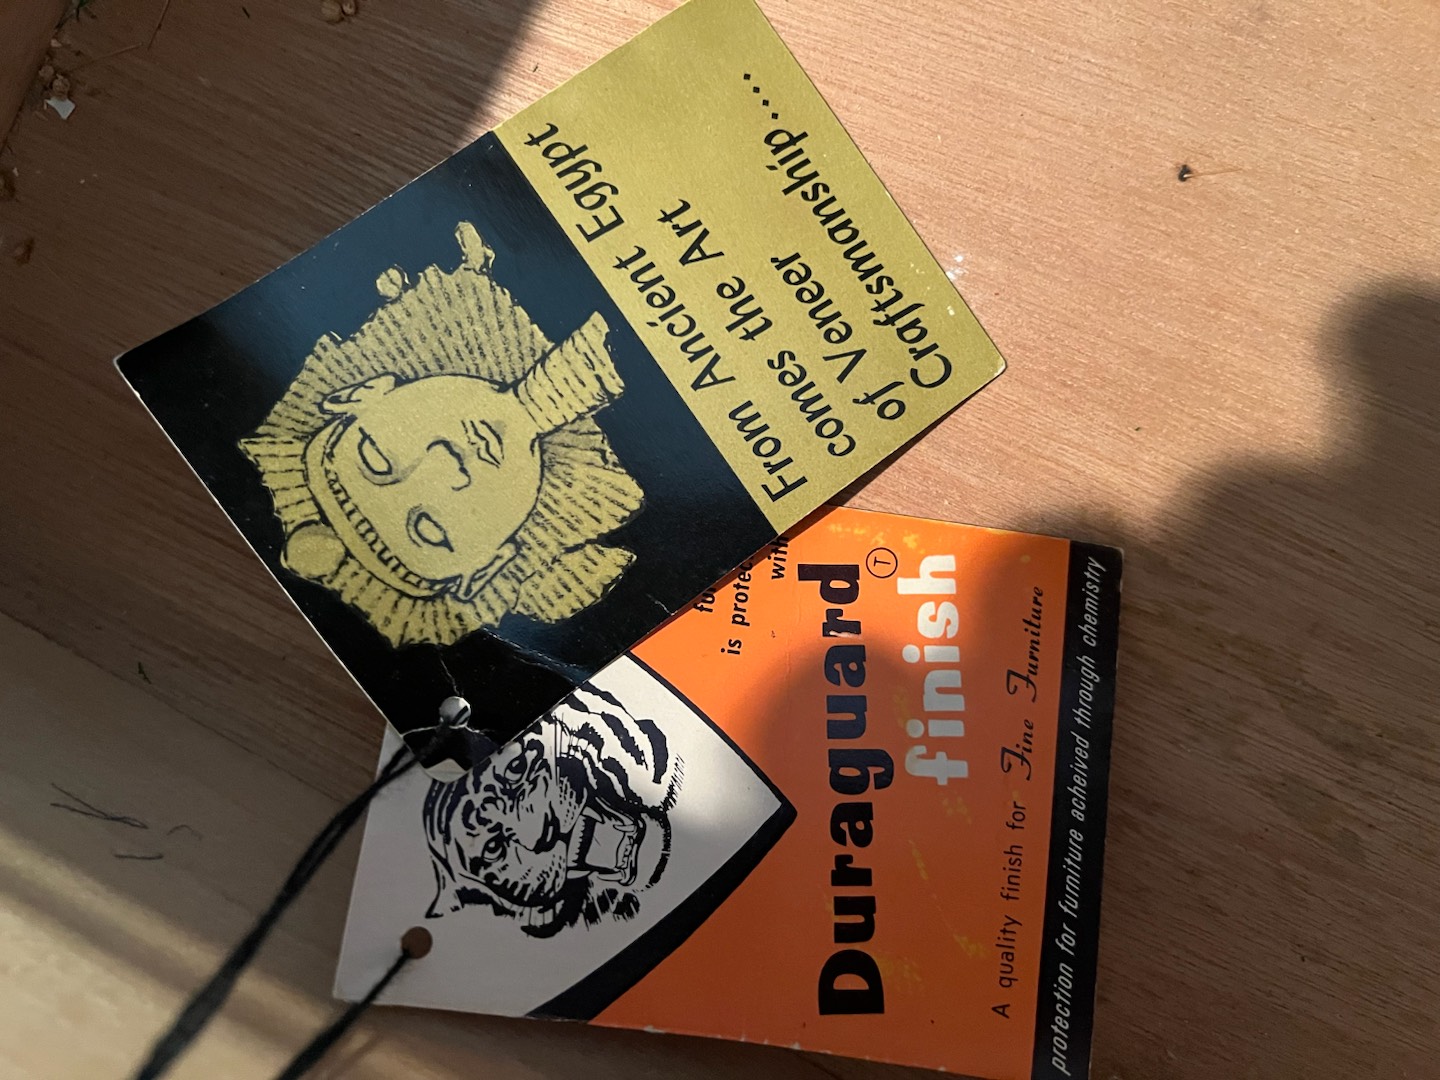 From Ancient Egypt
comes the Art
of Veneer
Craftsmanship....
is protec
with
Duraguard
T
finish
A quality finish for Fine Furniture
protection for furniture acheived through chemistry